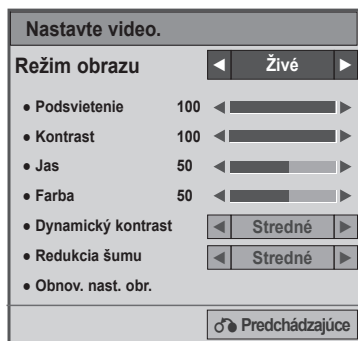 Nastavte video.
Režim obrazu ◄ Živé ►
● Podsvietenie 100 ◄ ►
● Kontrast 100 ◄ ►
● Jas 50 ◄ ►
● Farba 50 ◄ ►
● Dynamický kontrast ◄ Stredné ►
● Redukcia šumu ◄ Stredné ►
● Obnov. nast. obr.
Predchádzajúce